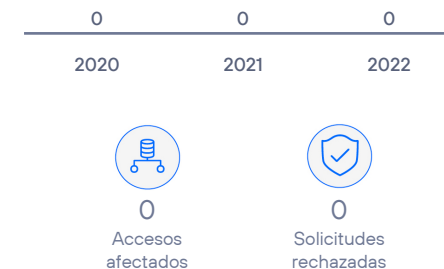 0 0 0
2020 2021 2022
0 0
Accesos Solicitudes
afectados rechazadas